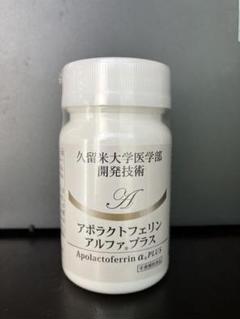 久留米大学医学部
開発技術
A
アポラクトフェリン
アルファ®プラス
Apolactoferrin α®PLUS